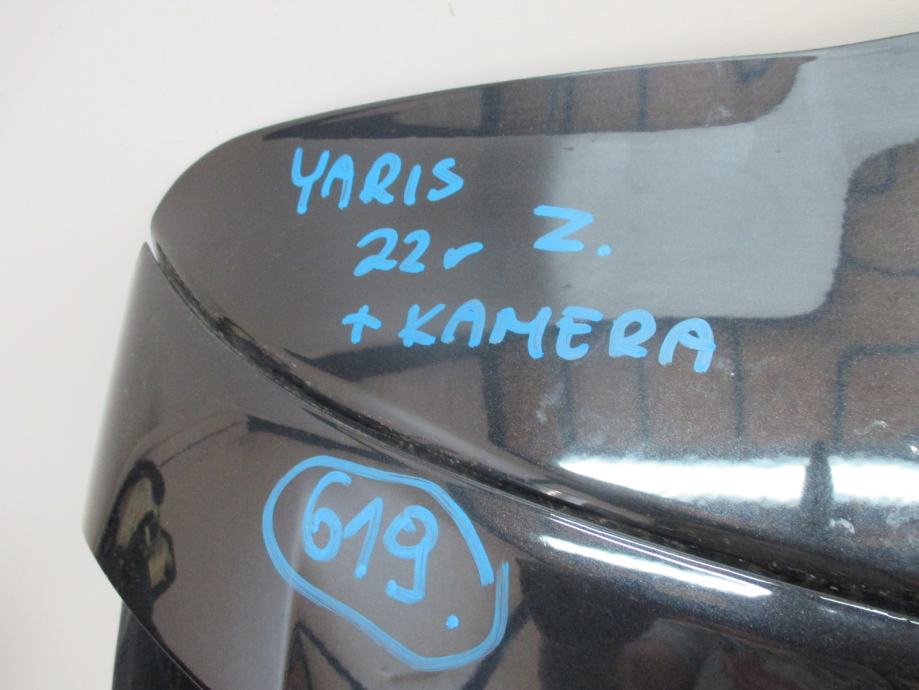 YARIS
22r Z.
+ KAMERA
619.